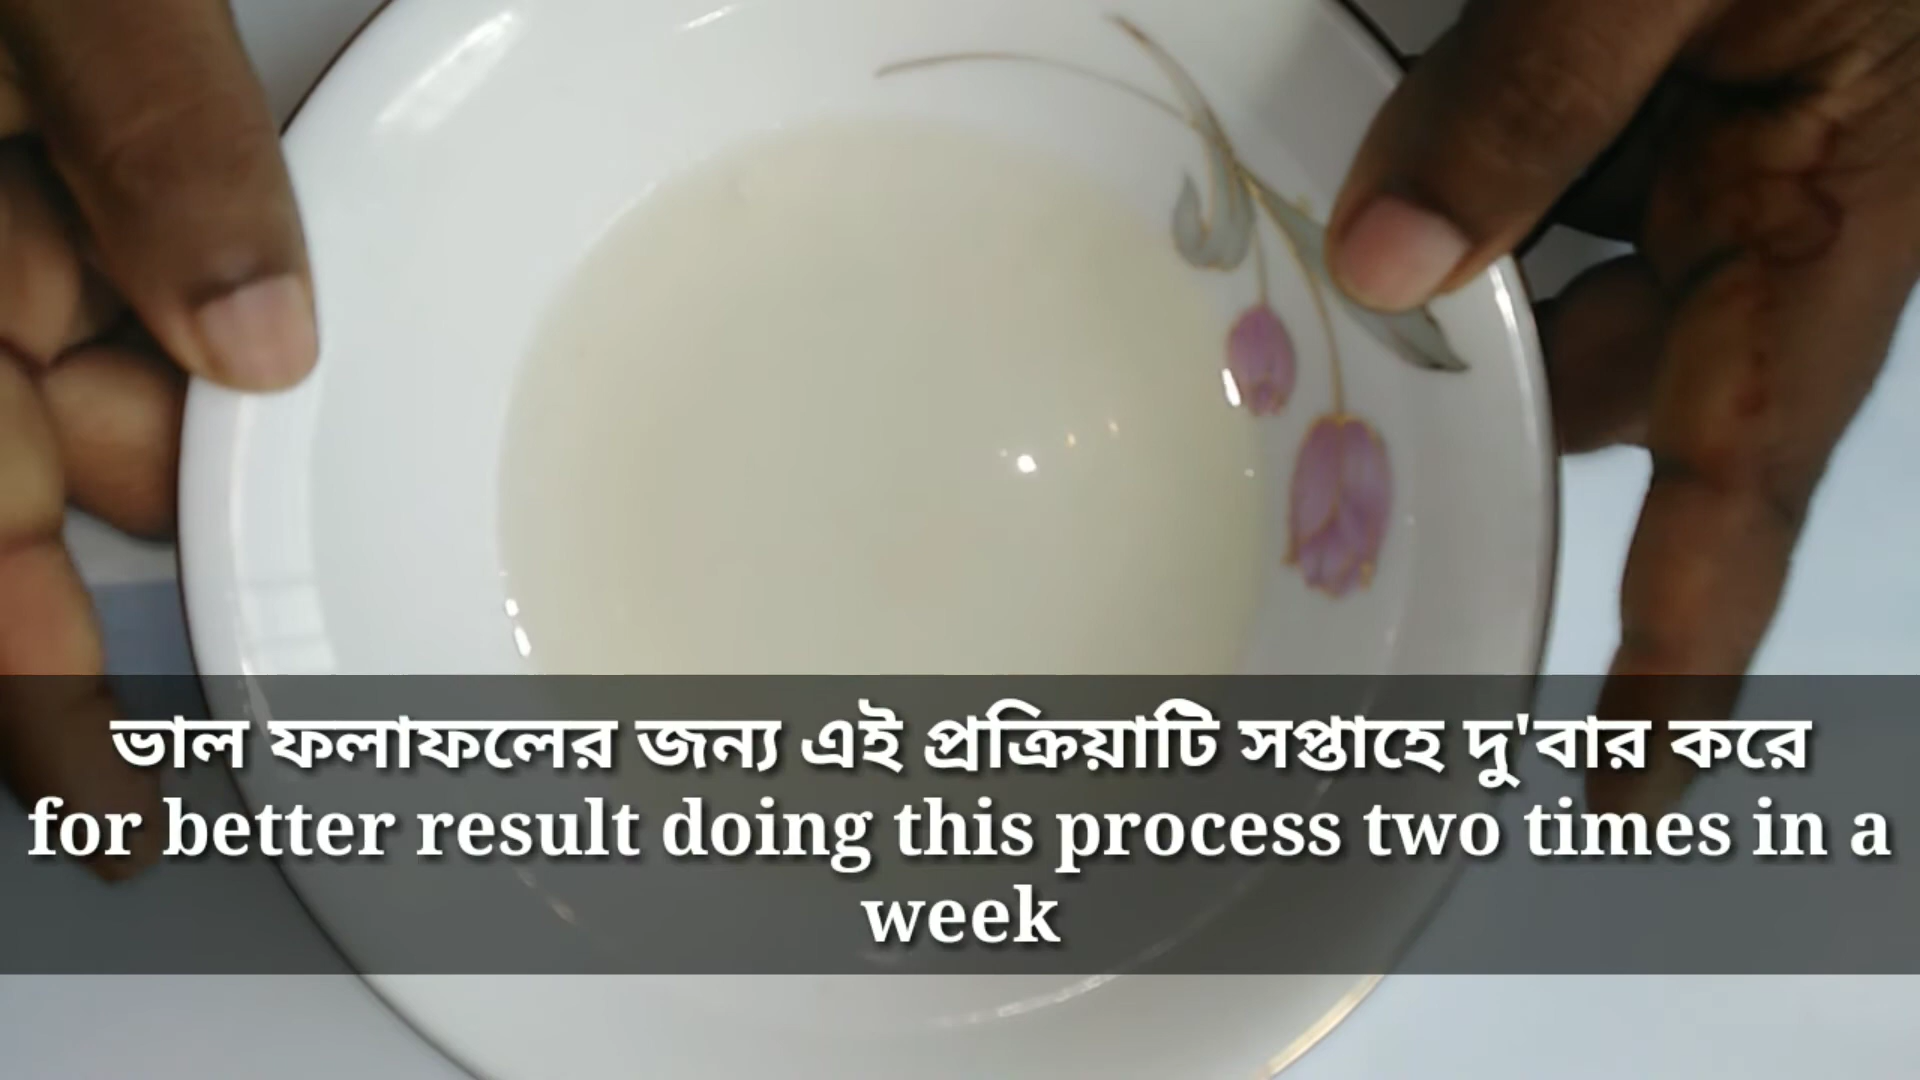 ভাল ফলাফলের জন্য এই প্রক্রিয়াটি সপ্তাহে দু'বার করে
for better result doing this process two times in a
week